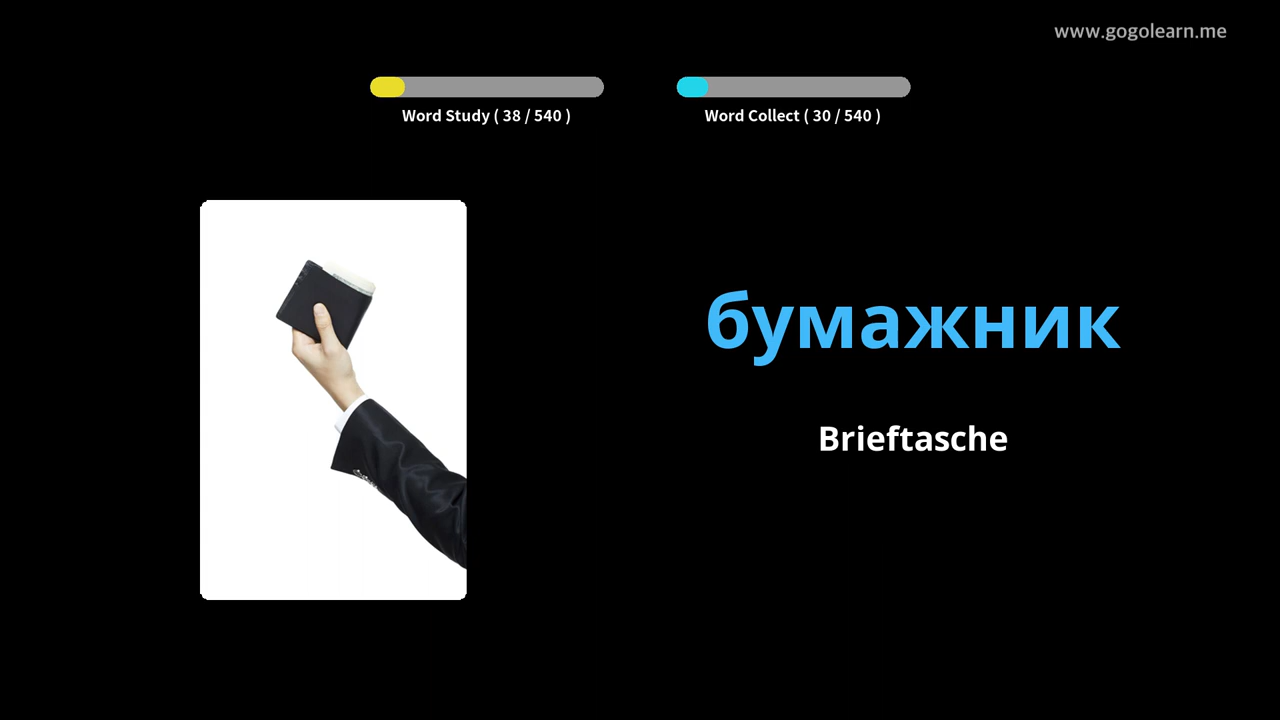 www.gogolearn.me
Word Study ( 38 / 540 )
Word Collect ( 30 / 540 )
бумажник
Brieftasche